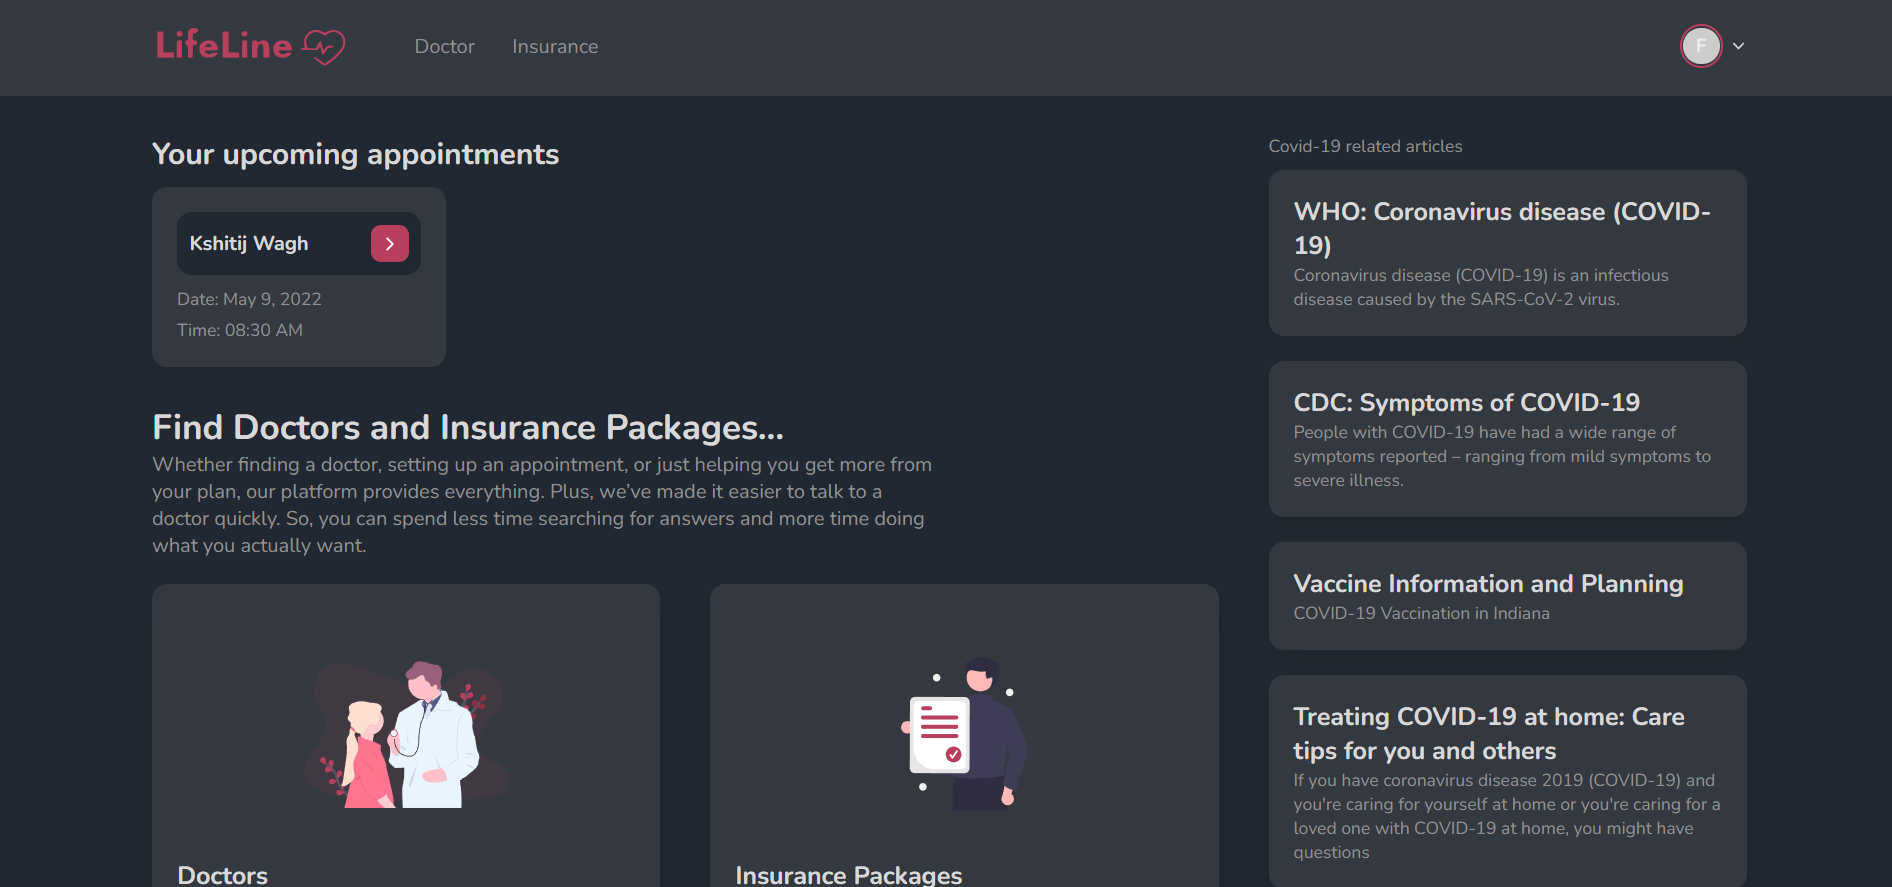 LifeLine
Doctor
Insurance
F
Your upcoming appointments
Kshitij Wagh
Date: May 9, 2022
Time: 08:30 AM
Find Doctors and Insurance Packages...
Whether finding a doctor, setting up an appointment, or just helping you get more from
your plan, our platform provides everything. Plus, we’ve made it easier to talk to a
doctor quickly. So, you can spend less time searching for answers and more time doing
what you actually want.
Doctors
Insurance Packages
Covid-19 related articles
WHO: Coronavirus disease (COVID-
19)
Coronavirus disease (COVID-19) is an infectious
disease caused by the SARS-CoV-2 virus.
CDC: Symptoms of COVID-19
People with COVID-19 have had a wide range of
symptoms reported – ranging from mild symptoms to
severe illness.
Vaccine Information and Planning
COVID-19 Vaccination in Indiana
Treating COVID-19 at home: Care
tips for you and others
If you have coronavirus disease 2019 (COVID-19) and
you're caring for yourself at home or you're caring for a
loved one with COVID-19 at home, you might have
questions